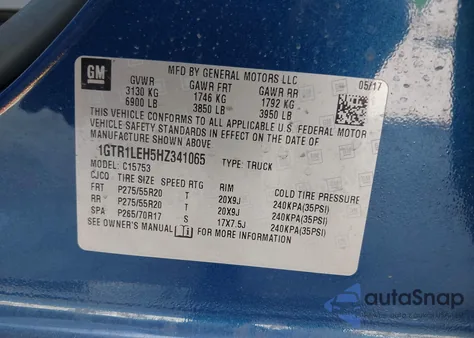 GM
MFD BY GENERAL MOTORS LLC
05/17
GVWR GAWR FRT GAWR RR
3130 KG 1746 KG 1792 KG
6900 LB 3850 LB 3950 LB
THIS VEHICLE CONFORMS TO ALL APPLICABLE U.S. FEDERAL MOTOR
VEHICLE SAFETY STANDARDS IN EFFECT ON THE DATE OF
MANUFACTURE SHOWN ABOVE.
1GTR1LEH5HZ341065 TYPE: TRUCK
MODEL: C15753
CJCO TIRE SIZE SPEED RTG RIM COLD TIRE PRESSURE
FRT P275/55R20 T 20X9J 240KPA(35PSI)
RR P275/55R20 T 20X9J 240KPA(35PSI)
SPA P265/70R17 S 17X7.5J 240KPA(35PSI)
SEE OWNER'S MANUAL FOR MORE INFORMATION
autoSnap